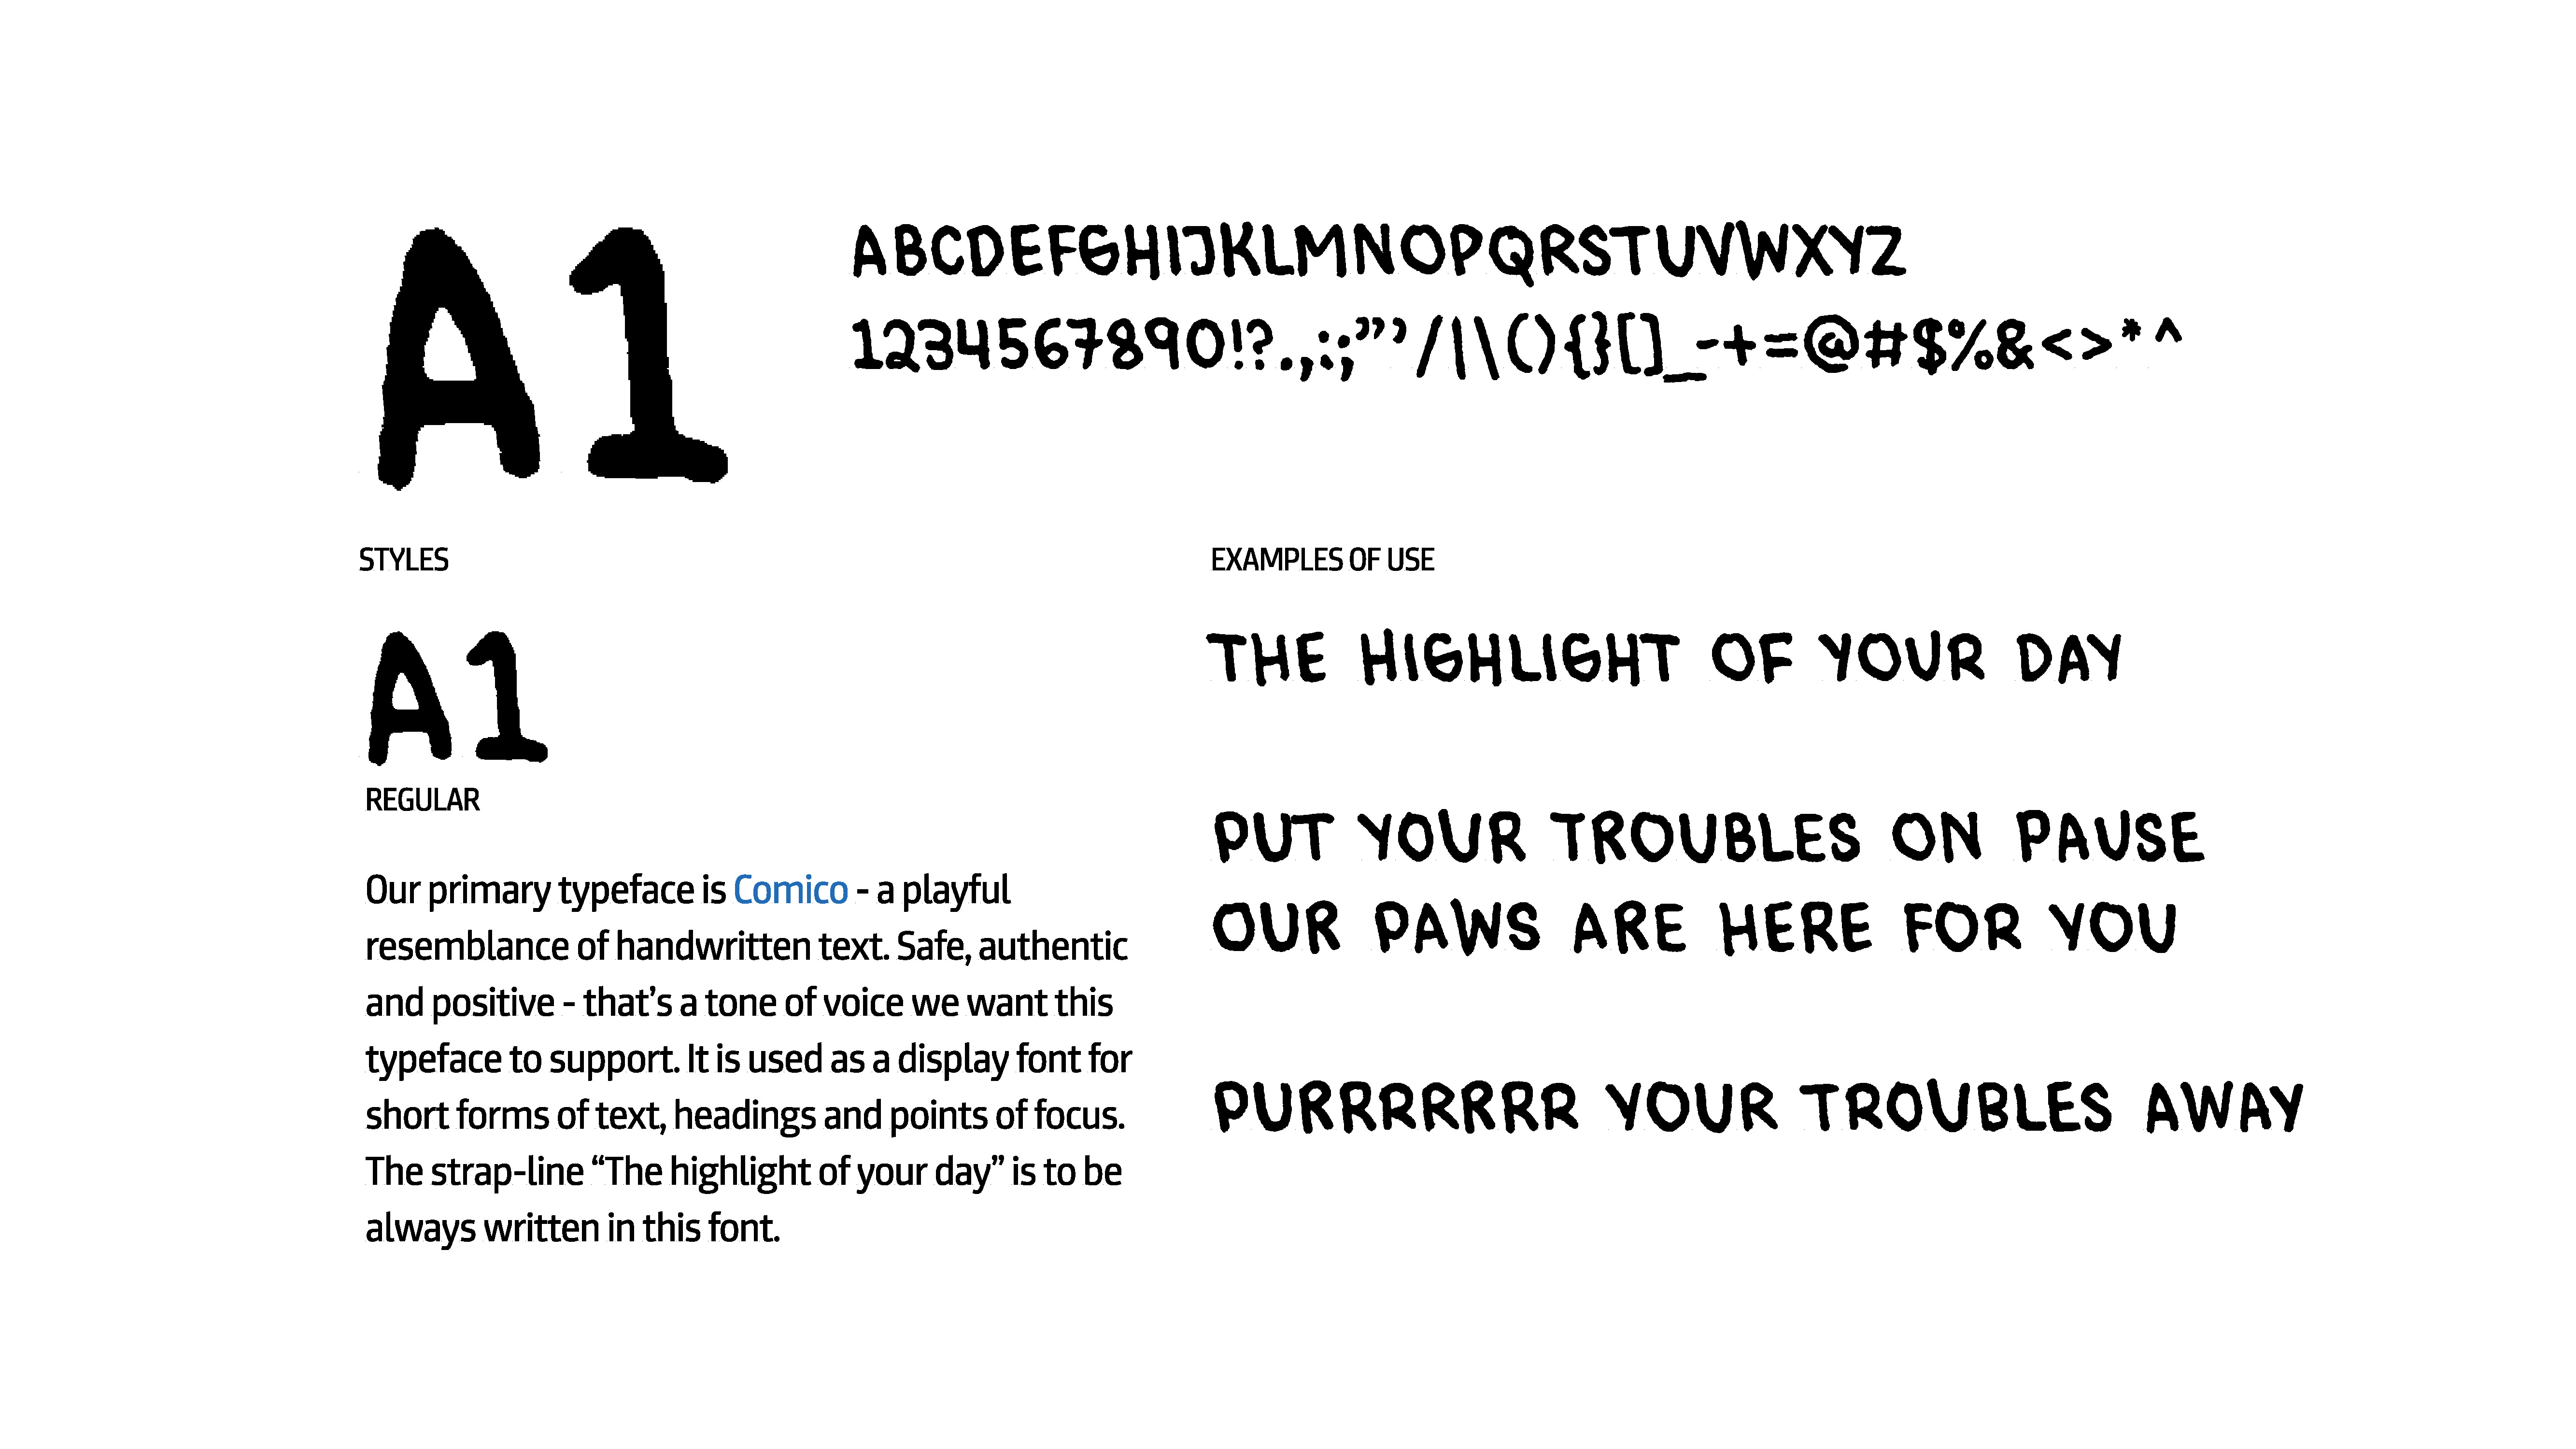 A1
ABCDEFGHIJKLMNOPQRSTUVWXYZ
1234567890!?.,:;”’’/|\(){}[]_-+=@#$%&<>*^
STYLES
A1
REGULAR
Our primary typeface is Comico - a playful
resemblance of handwritten text. Safe, authentic
and positive - that’s a tone of voice we want this
typeface to support. It is used as a display font for
short forms of text, headings and points of focus.
The strap-line “The highlight of your day” is to be
always written in this font.
EXAMPLES OF USE
THE HIGHLIGHT OF YOUR DAY
PUT YOUR TROUBLES ON PAUSE
OUR PAWS ARE HERE FOR YOU
PURRRRRRR YOUR TROUBLES AWAY